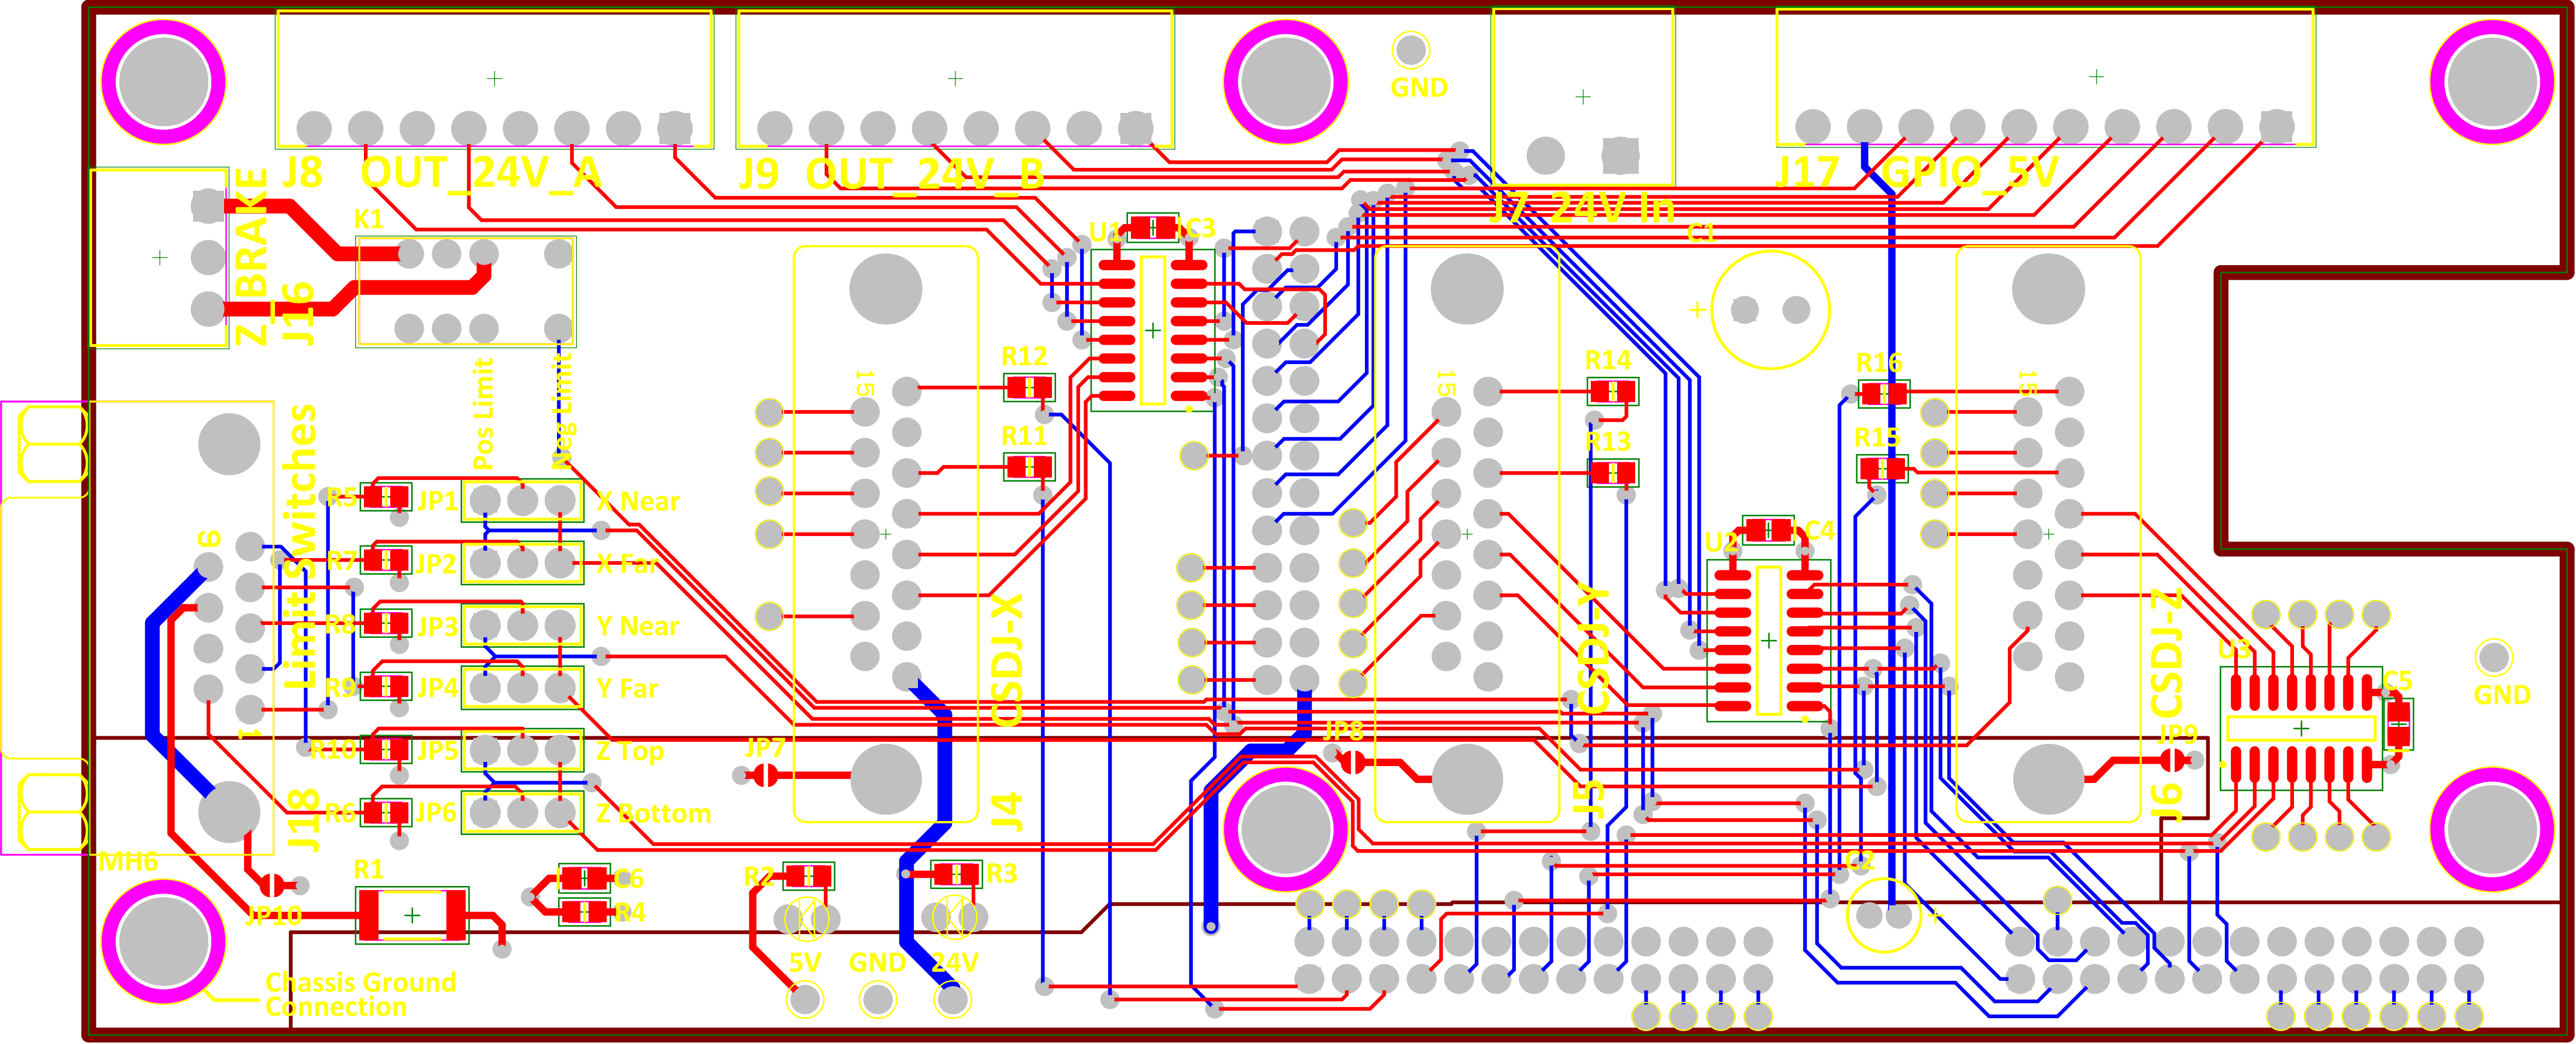 GND
J8 OUT_24V_A
J9 OUT_24V_B
J7 24V In
J17 GPIO_5V
Z_BRAKE
J16
K1
U1
C3
C1
15
15
15
R12
R11
R14
R13
R16
R15
Pos Limit
Neg Limit
Limit Switches
J18
9
1
R5 JP1 X Near
R7 JP2 X Far
R8 JP3 Y Near
R9 JP4 Y Far
R10 JP5 Z Top
R6 JP6 Z Bottom
CSDJ-X
J4
CSDJ-Y
J5
CSDJ-Z
J6
U2
C4
U3
C5
GND
JP7
JP8
JP9
MH6
JP10
R1
C6
R4
R2
R3
C2
5V
GND
24V
Chassis Ground
Connection